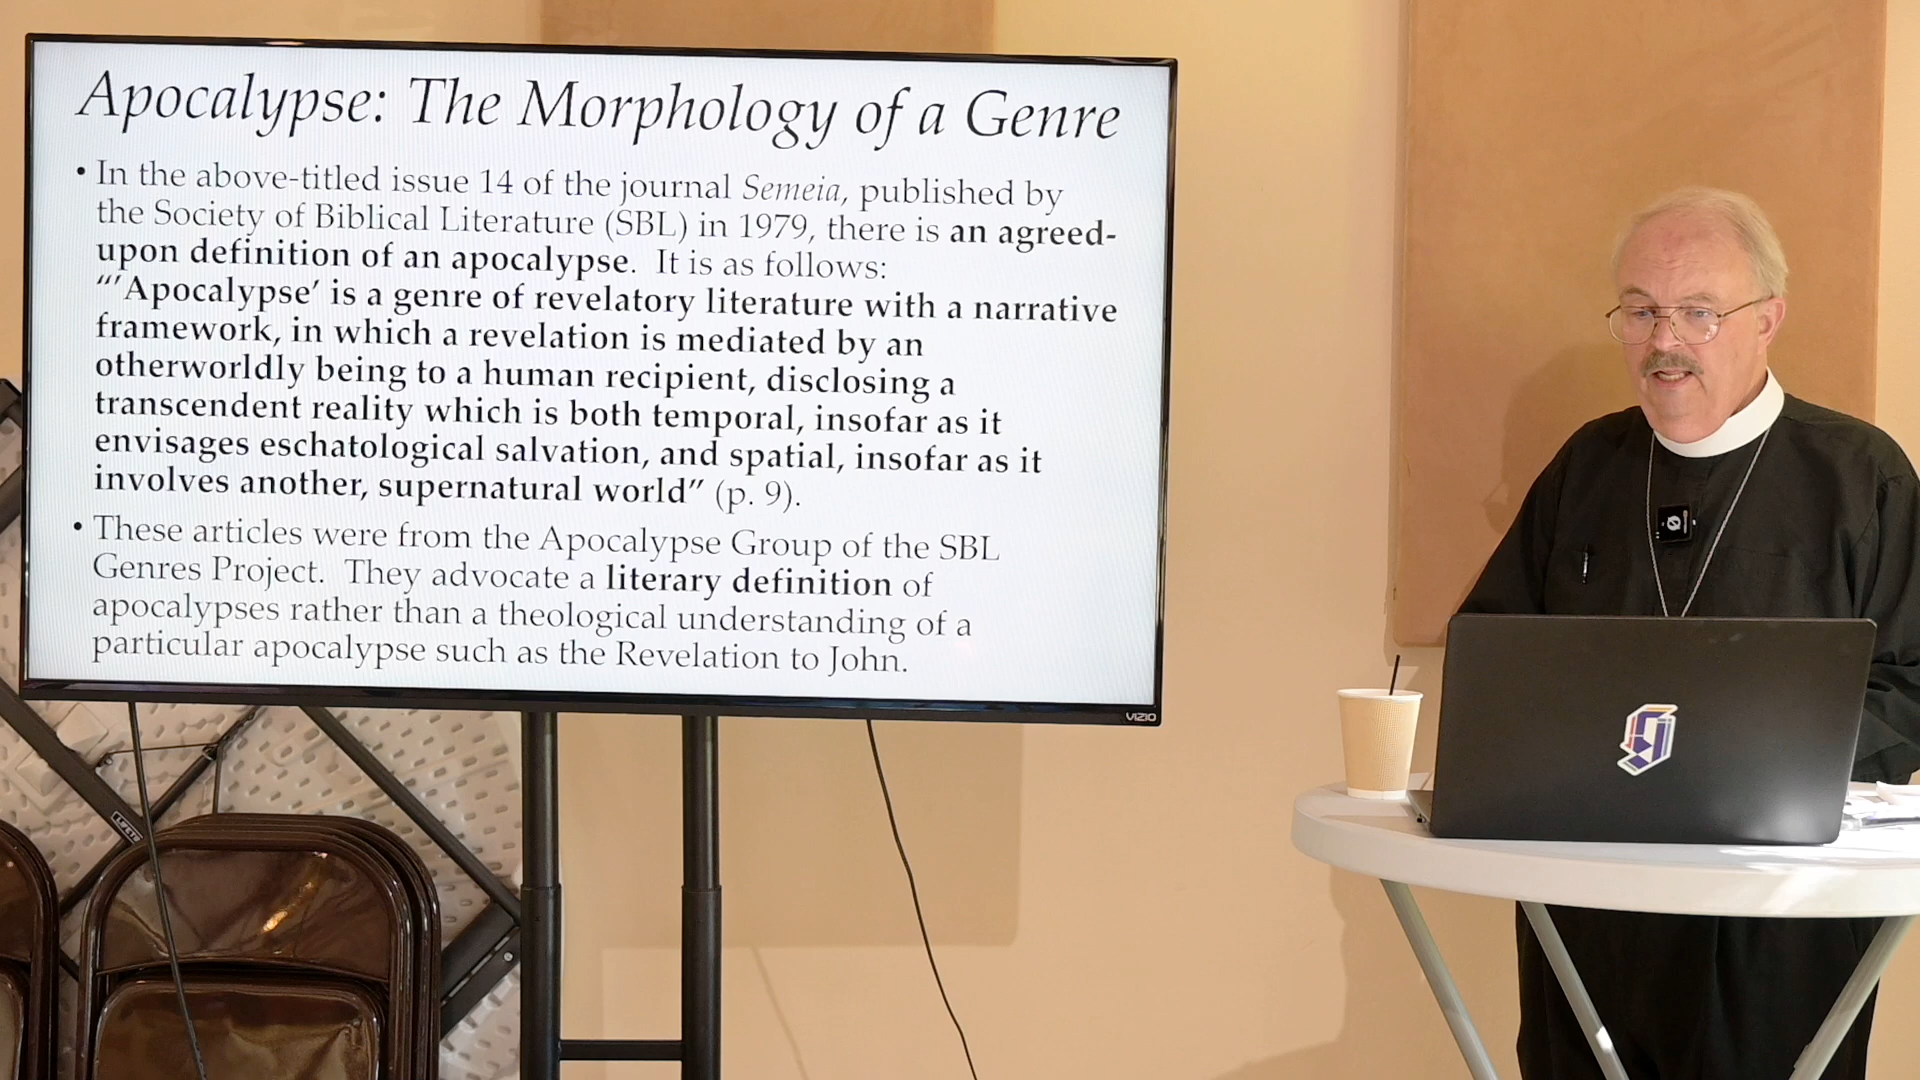 Apocalypse: The Morphology of a Genre
• In the above-titled issue 14 of the journal Semeia, published by
the Society of Biblical Literature (SBL) in 1979, there is an agreed-
upon definition of an apocalypse. It is as follows:
“’Apocalypse’ is a genre of revelatory literature with a narrative
framework, in which a revelation is mediated by an
otherworldly being to a human recipient, disclosing a
transcendent reality which is both temporal, insofar as it
envisages eschatological salvation, and spatial, insofar as it
involves another, supernatural world” (p. 9).
• These articles were from the Apocalypse Group of the SBL
Genres Project. They advocate a literary definition of
apocalypses rather than a theological understanding of a
particular apocalypse such as the Revelation to John.
VIZIO